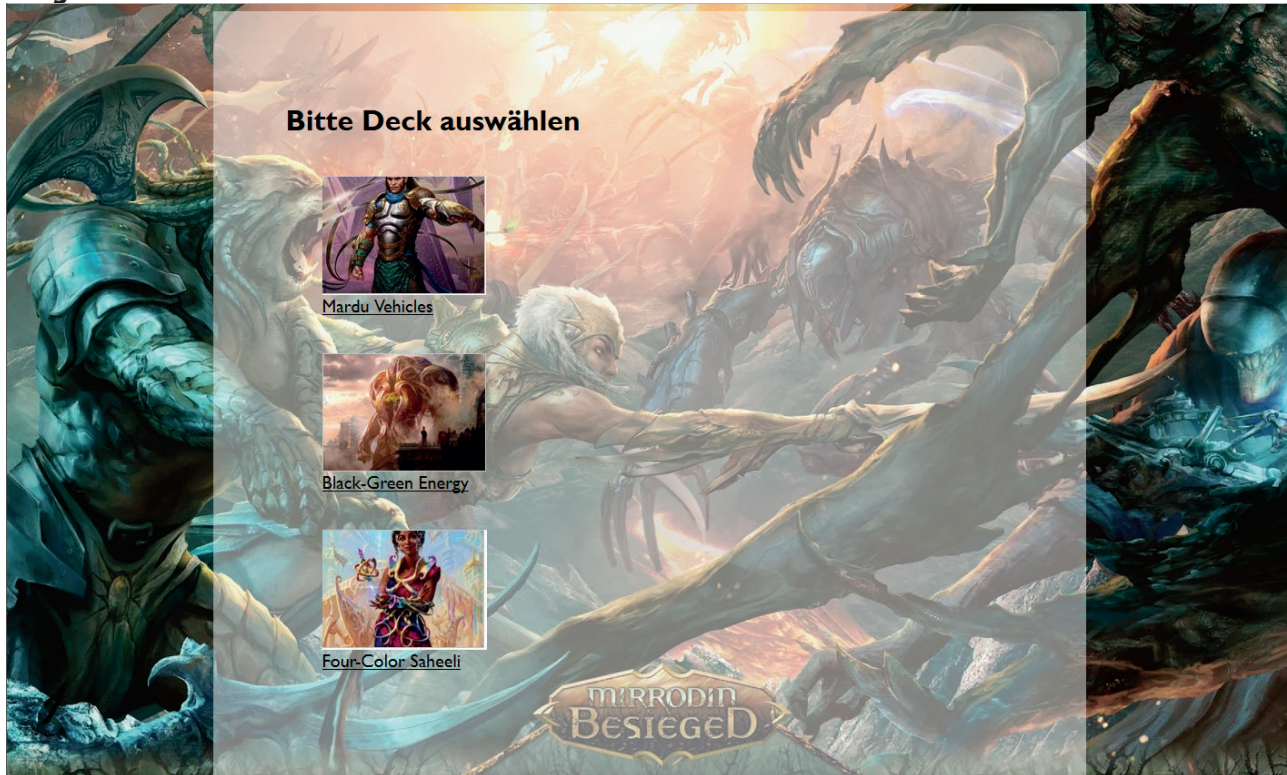 Bitte Deck auswählen
Mardu Vehicles
Black-Green Energy
Four-Color Saheeli
MIRRODIN
BESIEGED